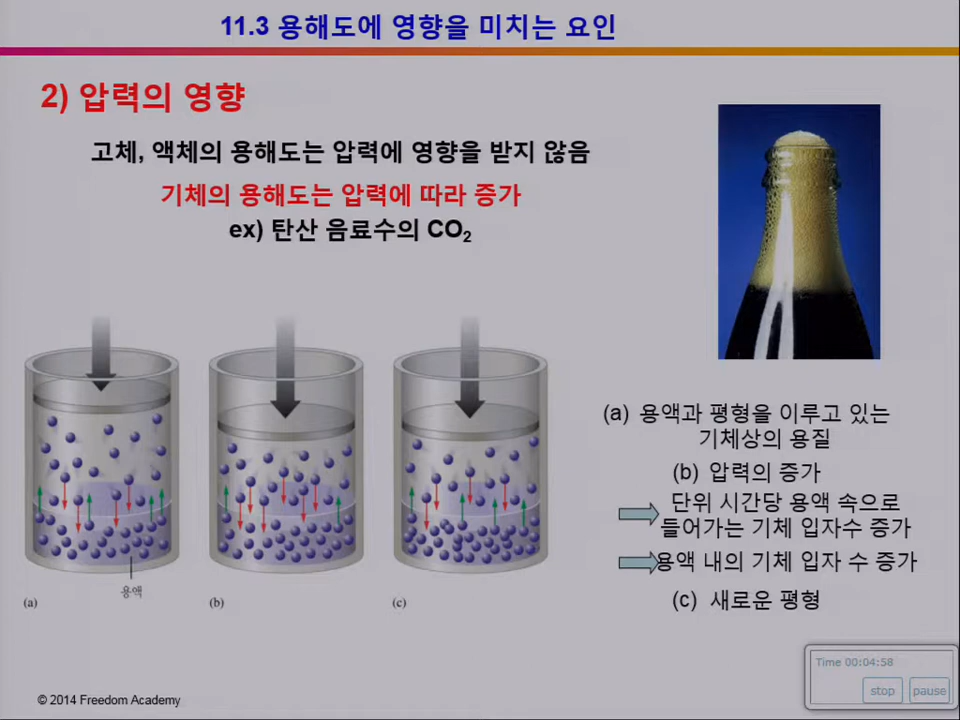 11.3 용해도에 영향을 미치는 요인
2) 압력의 영향
고체, 액체의 용해도는 압력에 영향을 받지 않음
기체의 용해도는 압력에 따라 증가
ex) 탄산 음료수의 CO₂
(a) 용액과 평형을 이루고 있는
기체상의 용질
(b) 압력의 증가
단위 시간당 용액 속으로
들어가는 기체 입자수 증가
용액 내의 기체 입자 수 증가
(c) 새로운 평형
용액
(a)
(b)
(c)
Time 00:04:58
stop
pause
© 2014 Freedom Academy